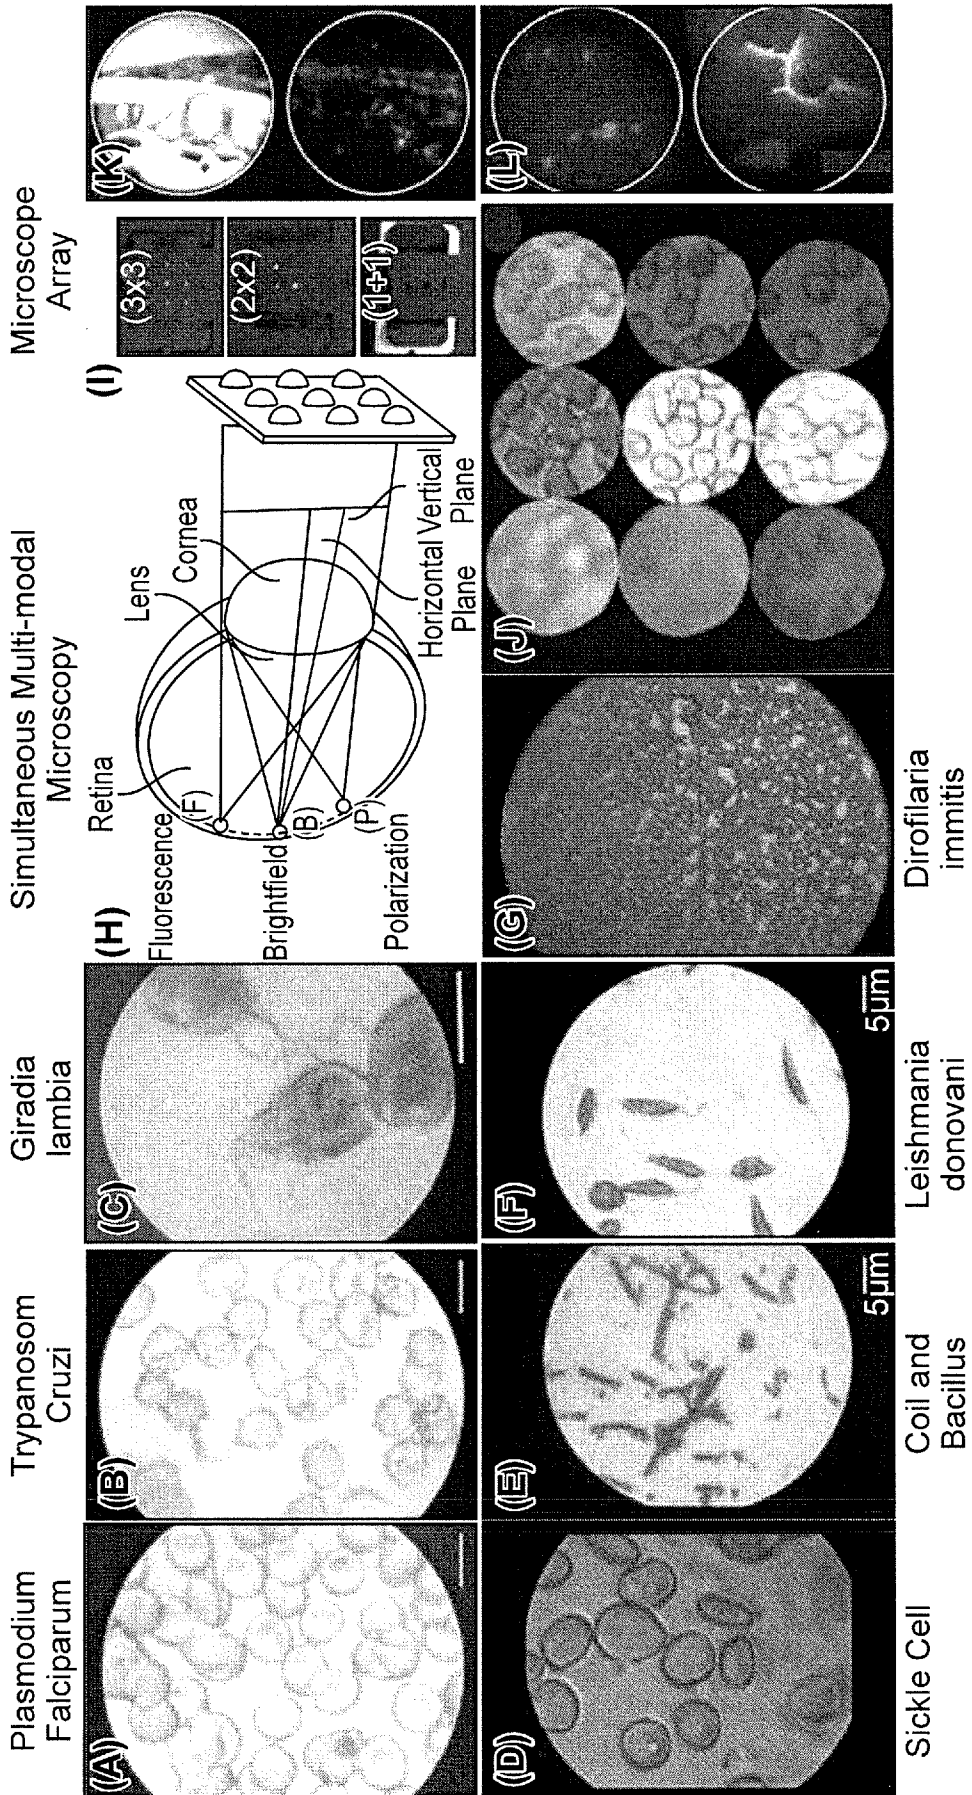 Plasmodium
Falciparum
Trypanosom
Cruzi
Giradia
lambia
Simultaneous Multi-modal
Microscopy
Microscope
Array
(A)
(B)
(C)
(H)
Fluorescence
(F)
Brightfield
(B)
Polarization
(P)
Retina
Lens
Cornea
Horizontal
Plane
Vertical
Plane
(I)
(3x3)
(2x2)
(1+1)
(K)
(D)
(E)
5µm
(F)
5µm
(G)
(J)
(L)
Sickle Cell
Coil and
Bacillus
Leishmania
donovani
Dirofilaria
immitis